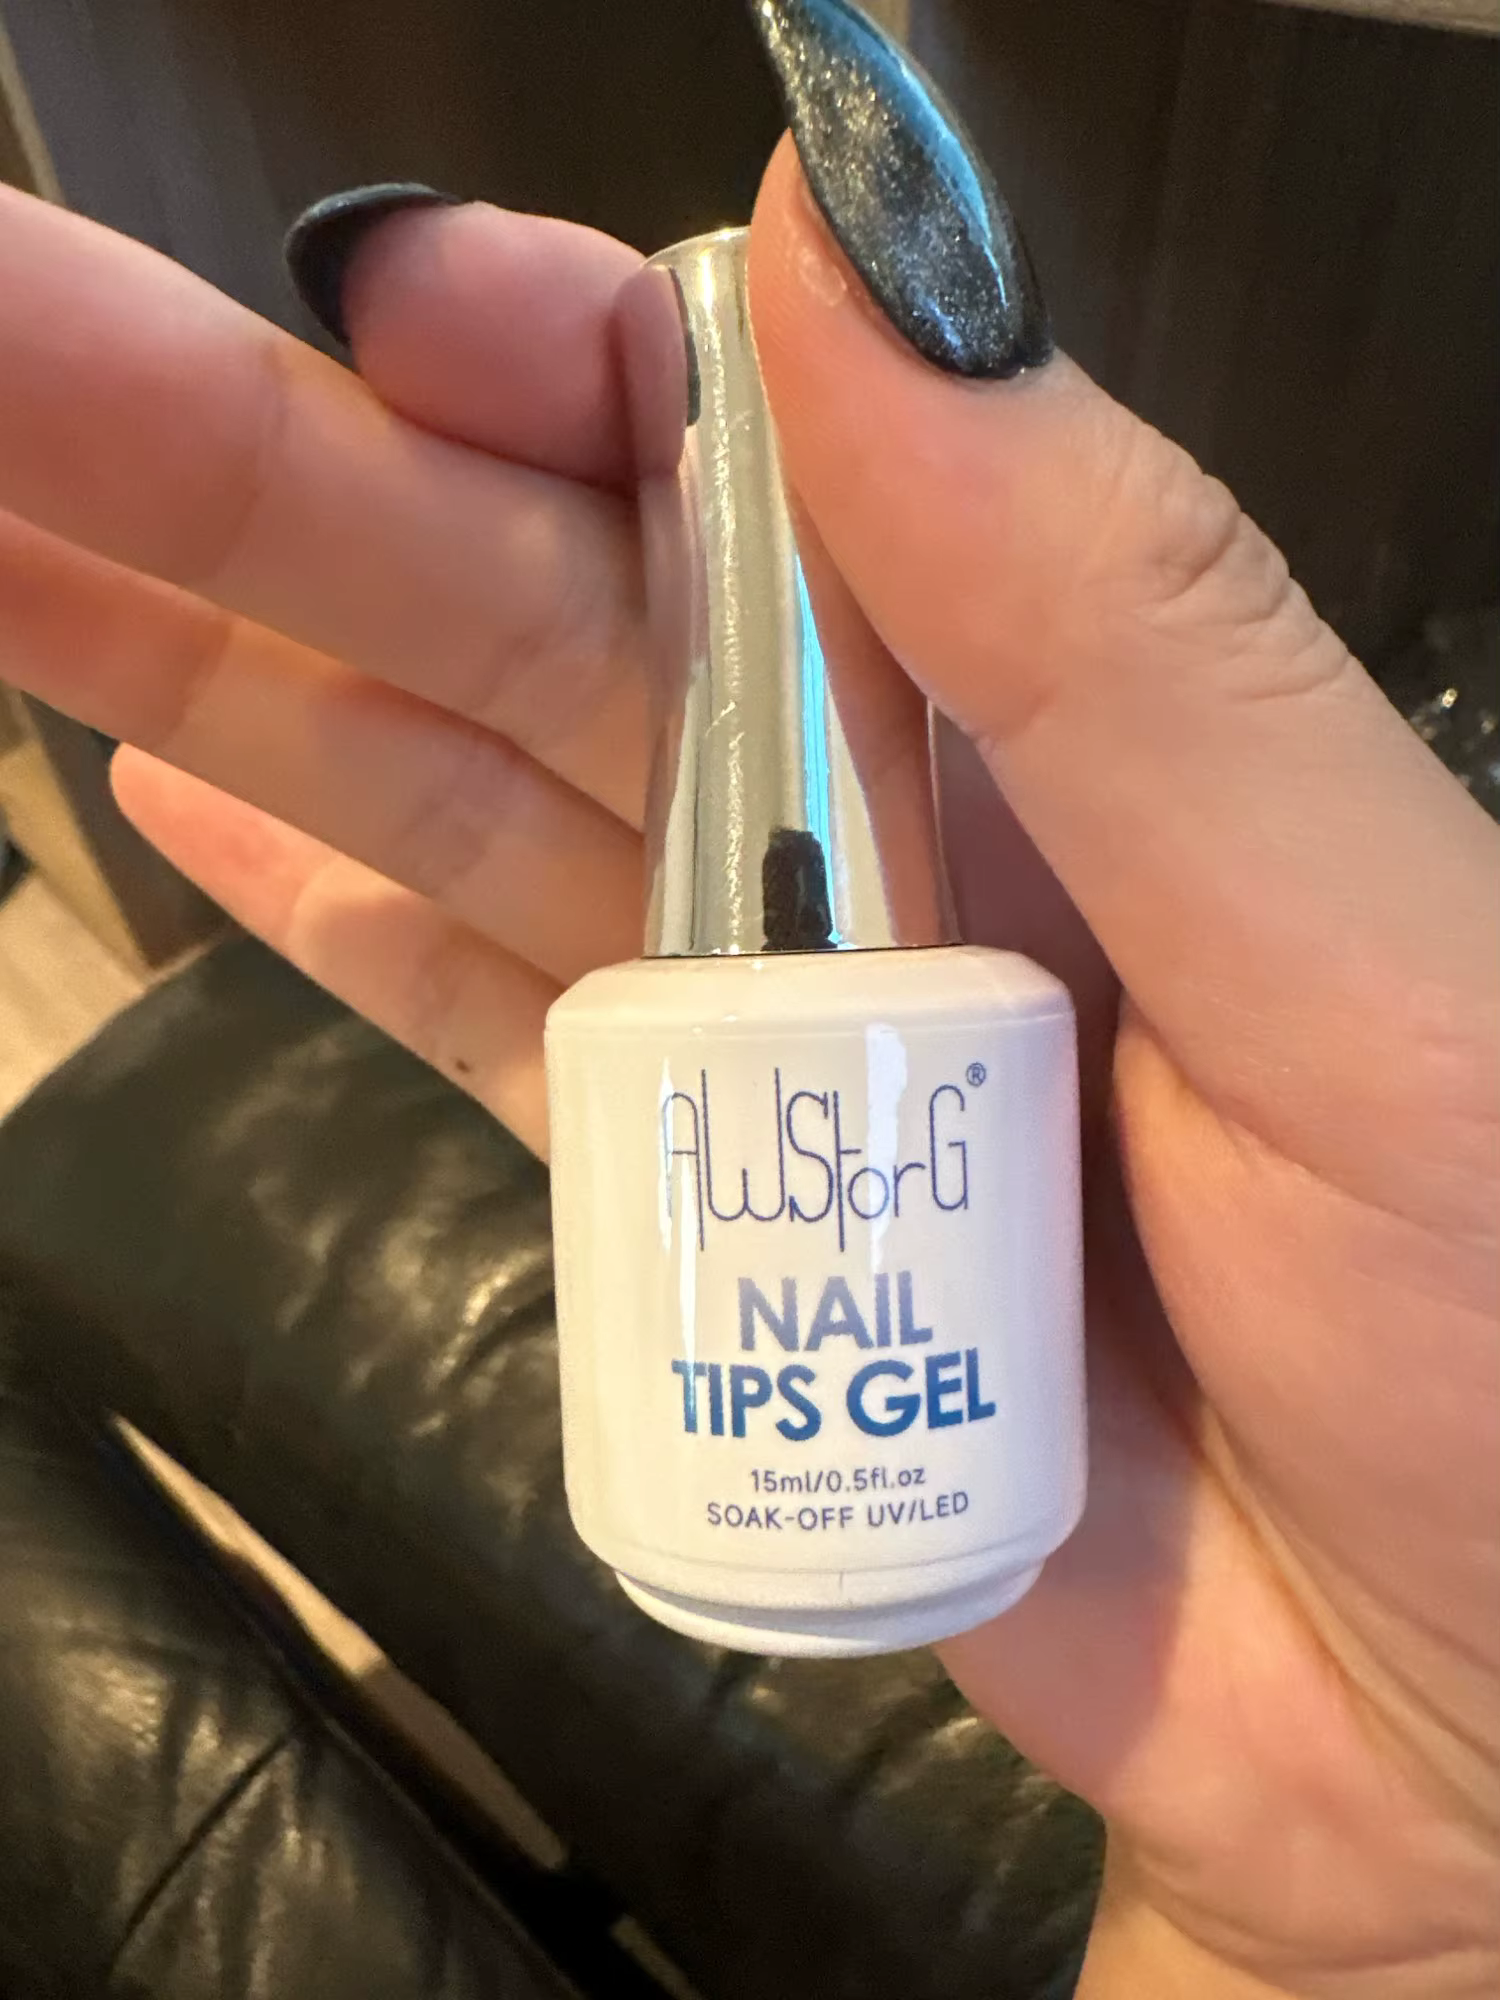 AWStorG®
NAIL
TIPS GEL
15ml/0.5fl.oz
SOAK-OFF UV/LED